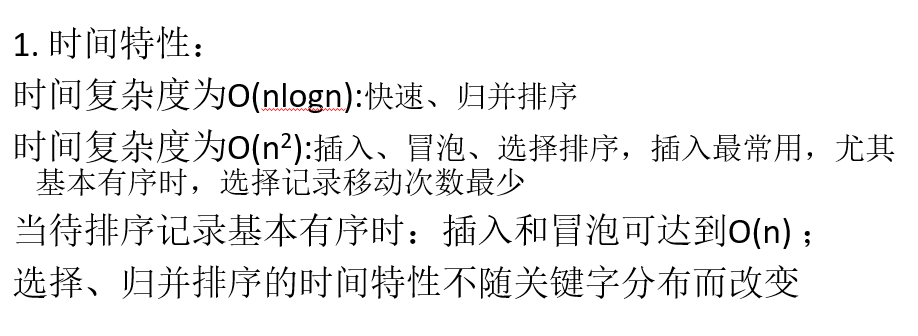 1. 时间特性：
时间复杂度为O(nlogn):快速、归并排序
时间复杂度为O(n²):插入、冒泡、选择排序，插入最常用，尤其
基本有序时，选择记录移动次数最少
当待排序记录基本有序时：插入和冒泡可达到O(n)；
选择、归并排序的时间特性不随关键字分布而改变